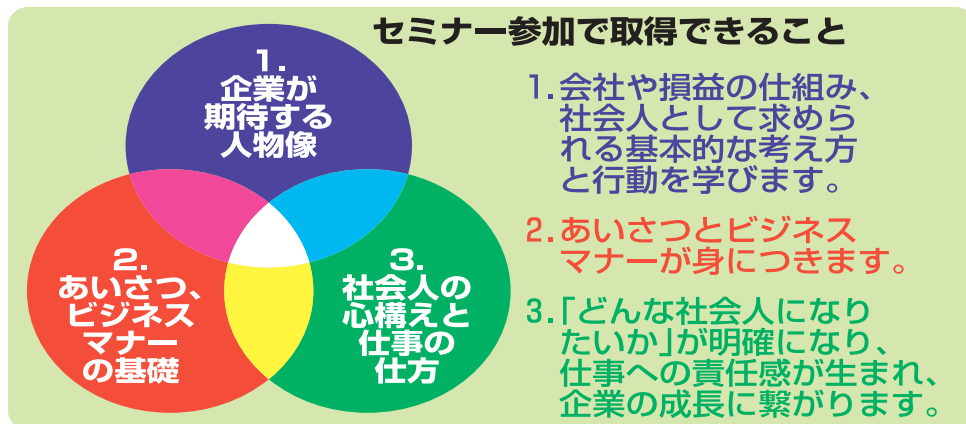 セミナー参加で取得できること
1.
企業が
期待する
人物像
2.
あいさつ、
ビジネス
マナー
の基礎
3.
社会人の
心構えと
仕事の
仕方
1.会社や損益の仕組み、
社会人として求めら
れる基本的な考え方
と行動を学びます。
2.あいさつとビジネス
マナーが身につきます。
3.「どんな社会人になり
たいか」が明確になり、
仕事への責任感が生まれ、
企業の成長に繋がります。